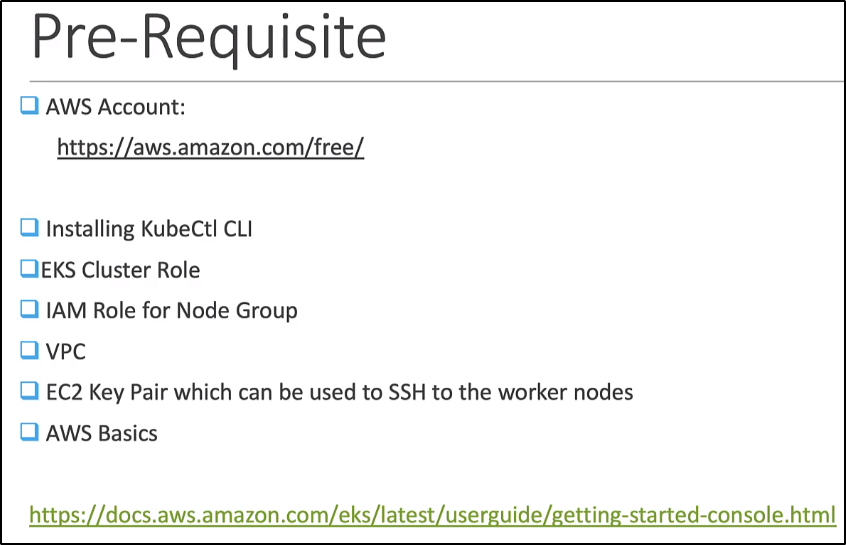 Pre-Requisite
AWS Account:
https://aws.amazon.com/free/
Installing KubeCtl CLI
EKS Cluster Role
IAM Role for Node Group
VPC
EC2 Key Pair which can be used to SSH to the worker nodes
AWS Basics
https://docs.aws.amazon.com/eks/latest/userguide/getting-started-console.html